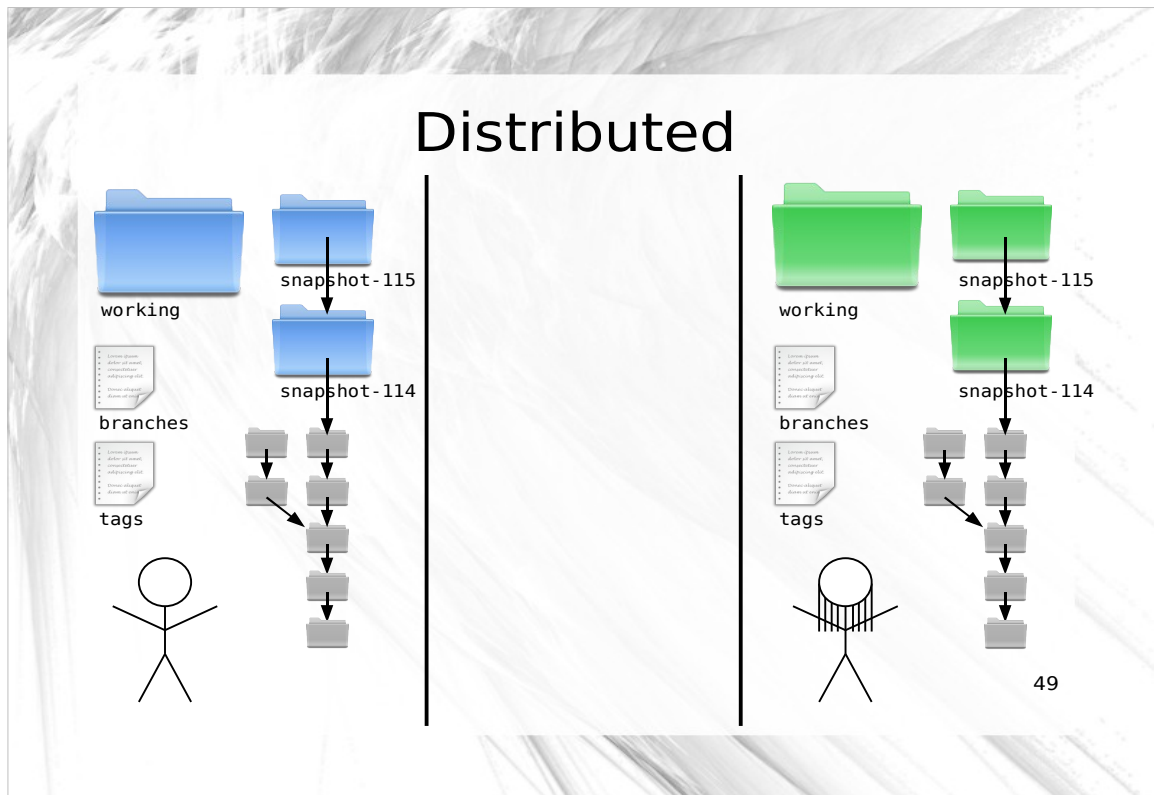 Distributed
snapshot-115
working
snapshot-114
branches
tags
snapshot-115
working
snapshot-114
branches
tags
49